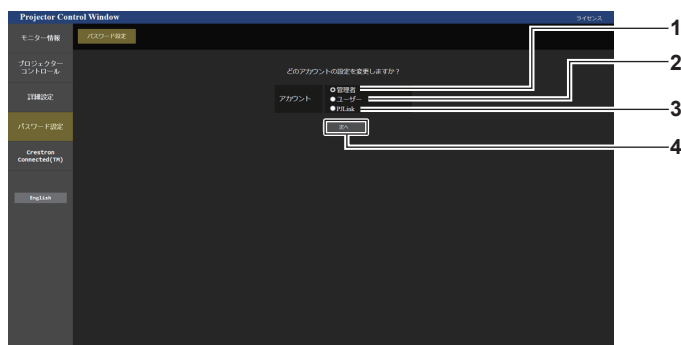 Projector Control Window
ライセンス
モニター情報
パスワード設定
プロジェクター
コントロール
詳細設定
パスワード設定
Crestron
Connected(TM)
English
どのアカウントの設定を変更しますか？
アカウント
管理者
ユーザー
PJLink
次へ
1
2
3
4